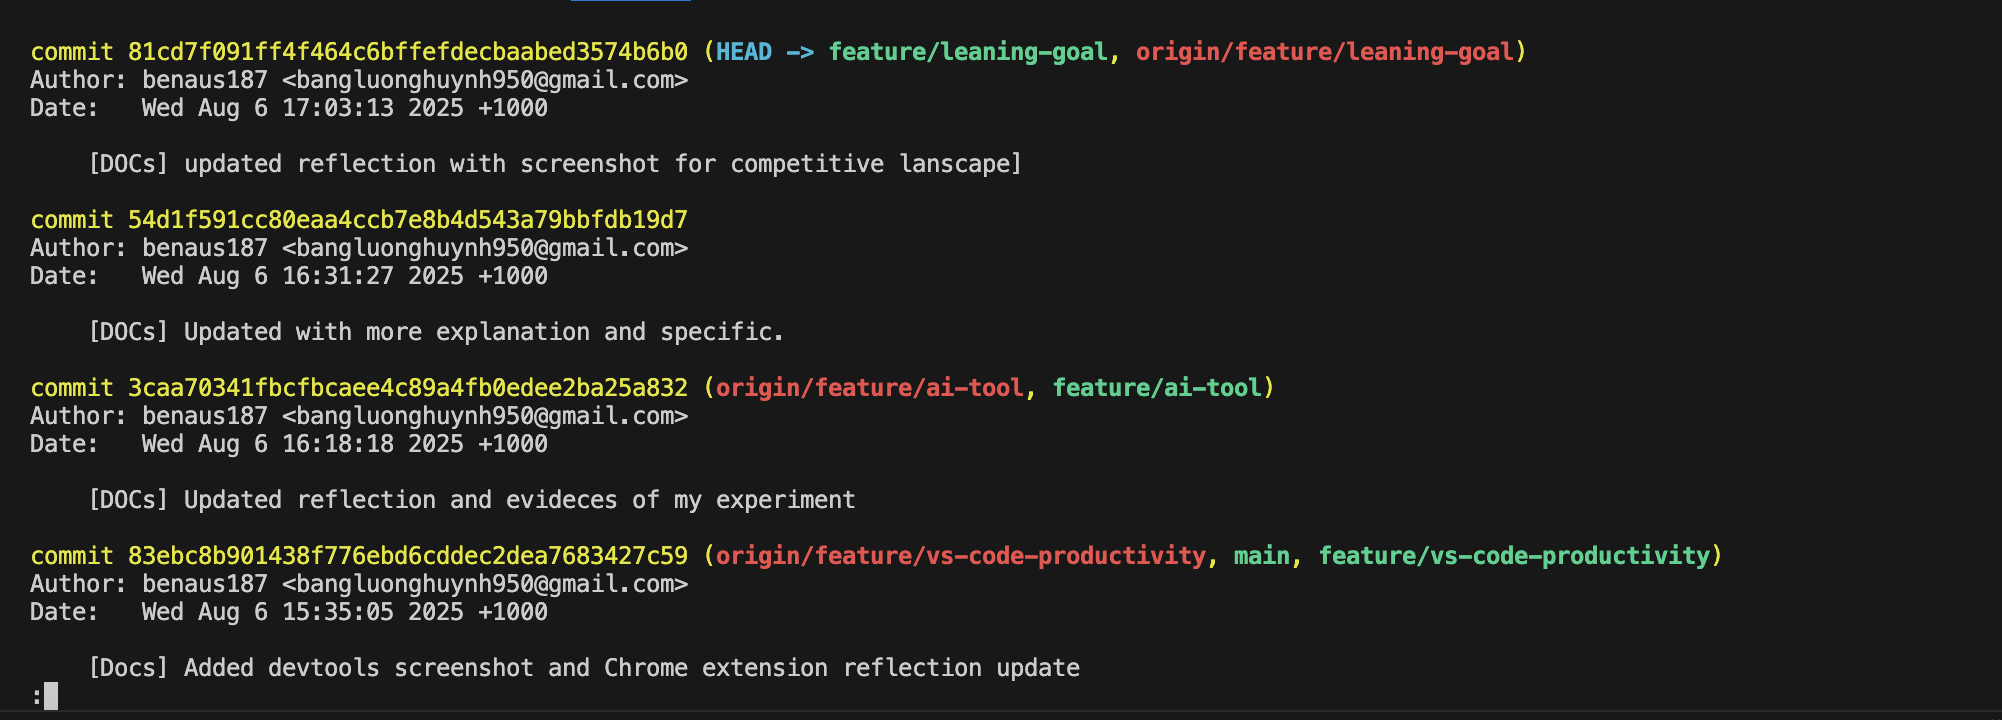 commit 81cd7f091ff4f464c6bffefdecbaabed3574b6b0 (HEAD -> feature/leaning-goal, origin/feature/leaning-goal)
Author: benaus187 <bangluonghuynh950@gmail.com>
Date:   Wed Aug 6 17:03:13 2025 +1000
[DOCs] updated reflection with screenshot for competitive lanscape]
commit 54d1f591cc80eaa4ccb7e8b4d543a79bbfdb19d7
Author: benaus187 <bangluonghuynh950@gmail.com>
Date:   Wed Aug 6 16:31:27 2025 +1000
[DOCs] Updated with more explanation and specific.
commit 3caa70341fbcfbcaee4c89a4fb0edee2ba25a832 (origin/feature/ai-tool, feature/ai-tool)
Author: benaus187 <bangluonghuynh950@gmail.com>
Date:   Wed Aug 6 16:18:18 2025 +1000
[DOCs] Updated reflection and evideces of my experiment
commit 83ebc8b901438f776ebd6cddec2dea7683427c59 (origin/feature/vs-code-productivity, main, feature/vs-code-productivity)
Author: benaus187 <bangluonghuynh950@gmail.com>
Date:   Wed Aug 6 15:35:05 2025 +1000
[Docs] Added devtools screenshot and Chrome extension reflection update
: